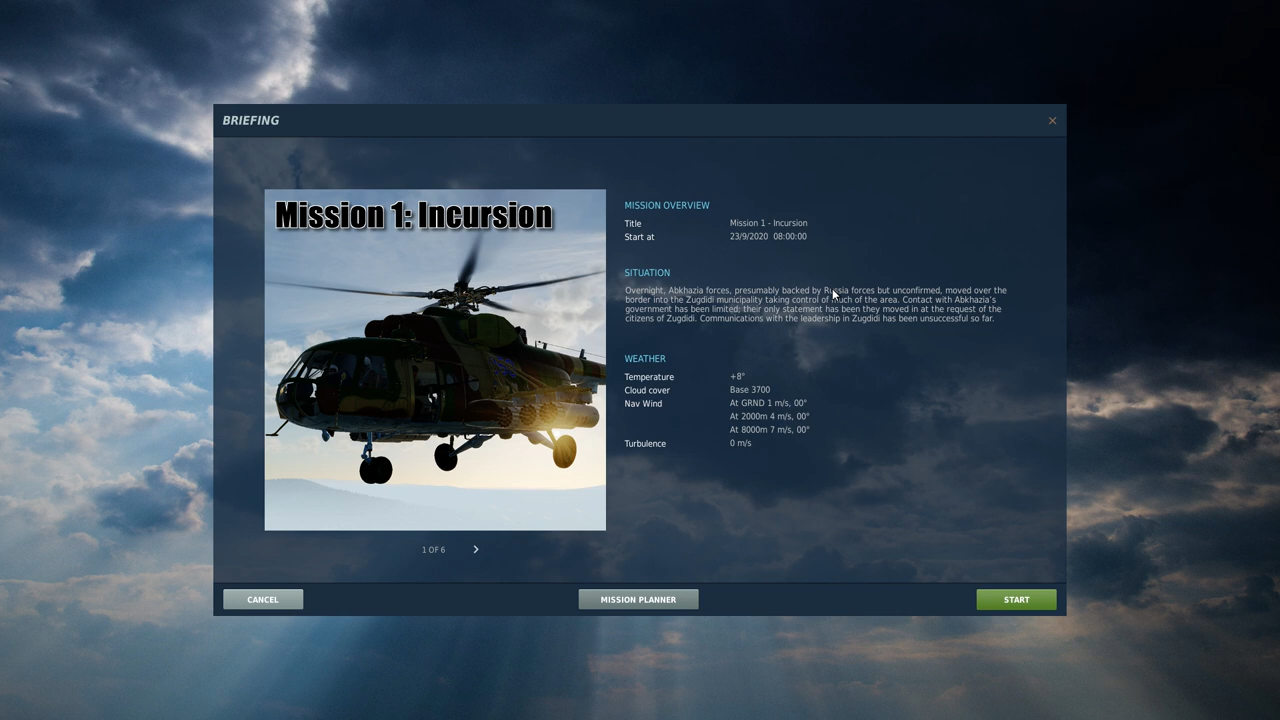 BRIEFING
Mission 1: Incursion
1 OF 6
MISSION OVERVIEW
Title Mission 1 - Incursion
Start at 23/9/2020 08:00:00
SITUATION
Overnight, Abkhazia forces, presumably backed by Russia forces but unconfirmed, moved over the
border into the Zugdidi municipality taking control of much of the area. Contact with Abkhazia's
government has been limited; their only statement has been they moved in at the request of the
citizens of Zugdidi. Communications with the leadership in Zugdidi has been unsuccessful so far.
WEATHER
Temperature +8°
Cloud cover Base 3700
Nav Wind At GRND 1 m/s, 00°
At 2000m 4 m/s, 00°
At 8000m 7 m/s, 00°
Turbulence 0 m/s
CANCEL
MISSION PLANNER
START